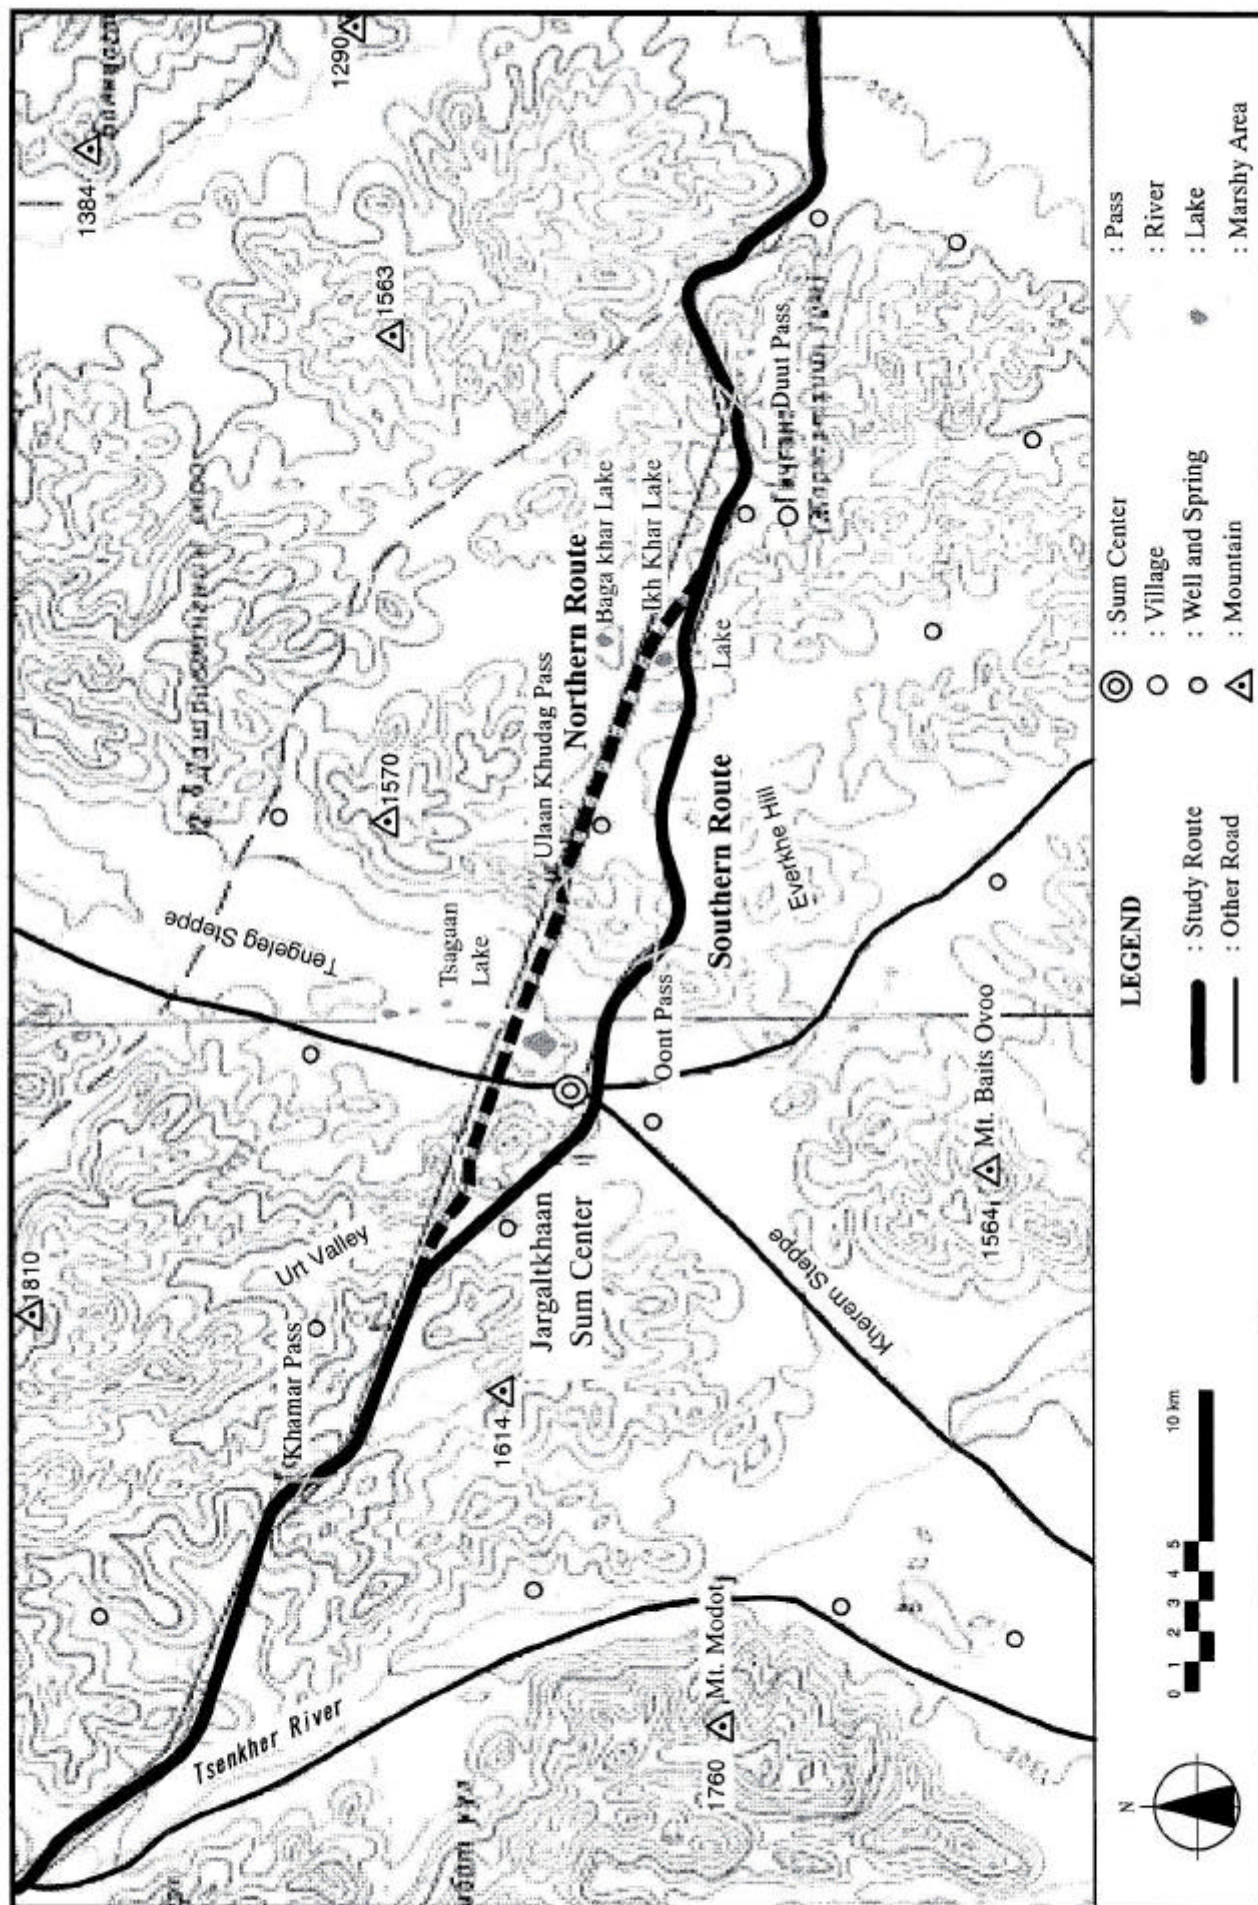 1384
1290
1563
1810
1570
Tengeleg Steppe
Tsagaan
Lake
Ulaan Khudag Pass
Northern Route
Baga khar Lake
Ikh Khar Lake
Duut Pass
Lake
Urt Valley
Khamar Pass
1614
Jargaltkhaan
Sum Center
Oont Pass
Southern Route
Everkhe Hill
Tsenkher River
1760
Mt. Modot
Kherem Steppe
1564
Mt. Baits Ovoo
LEGEND
: Study Route
: Other Road
: Sum Center
: Village
: Well and Spring
: Mountain
: Pass
: River
: Lake
: Marshy Area
N
0 1 2 3 4 5 10 km